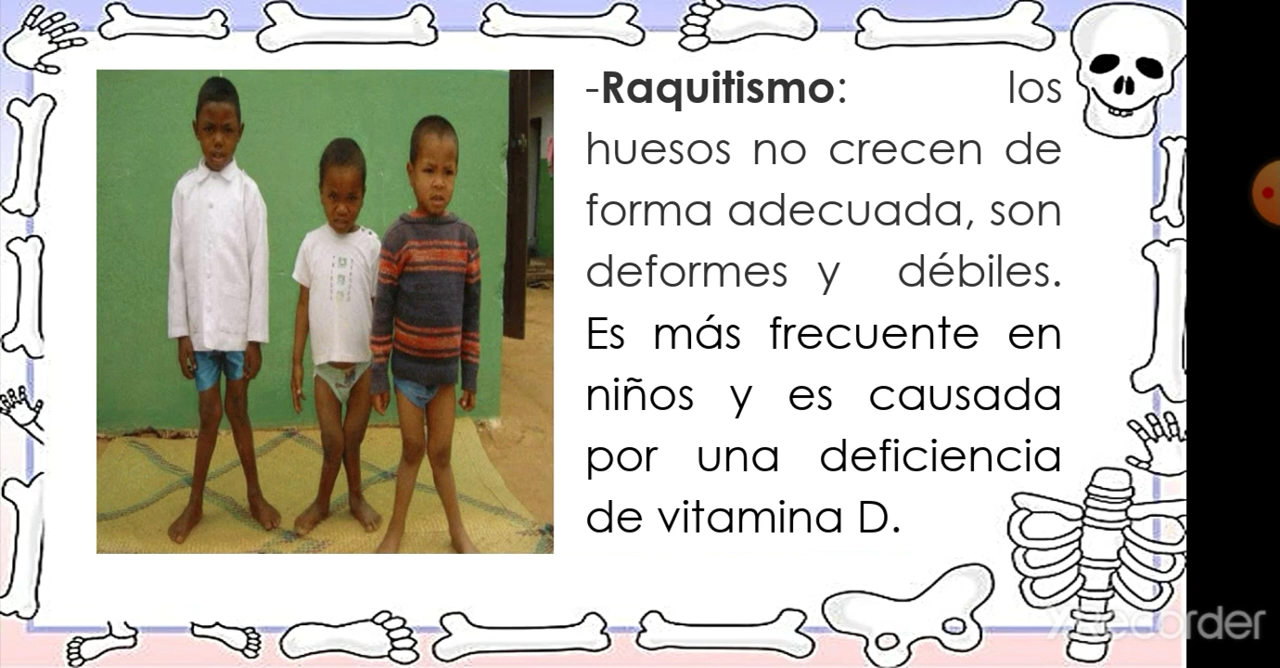 -Raquitismo: los
huesos no crecen de
forma adecuada, son
deformes y débiles.
Es más frecuente en
niños y es causada
por una deficiencia
de vitamina D.